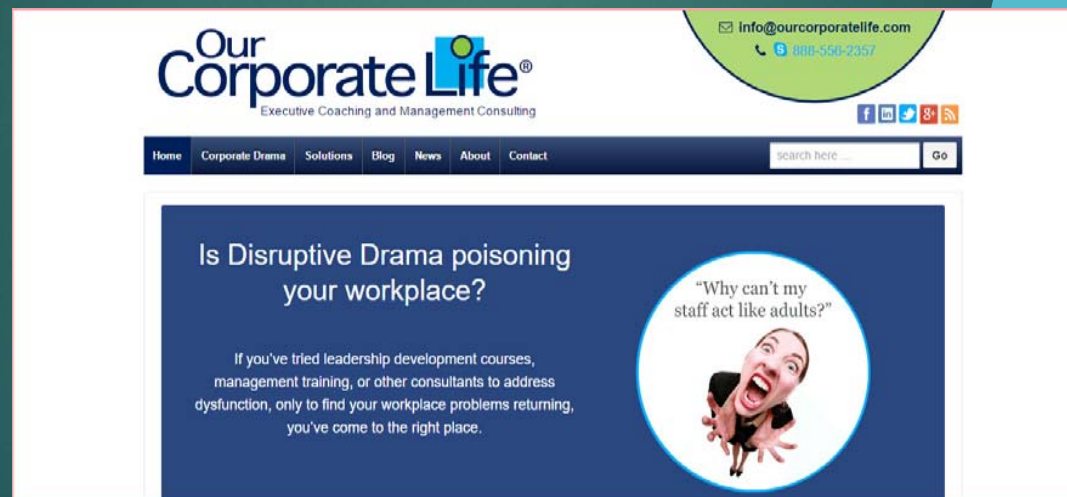 Our
Corporate Life®
Executive Coaching and Management Consulting
info@ourcorporatelife.com
888-556-2357
Home Corporate Drama Solutions Blog News About Contact
search here ...
Go
Is Disruptive Drama poisoning
your workplace?
If you've tried leadership development courses,
management training, or other consultants to address
dysfunction, only to find your workplace problems returning,
you've come to the right place.
“Why can't my
staff act like adults?”